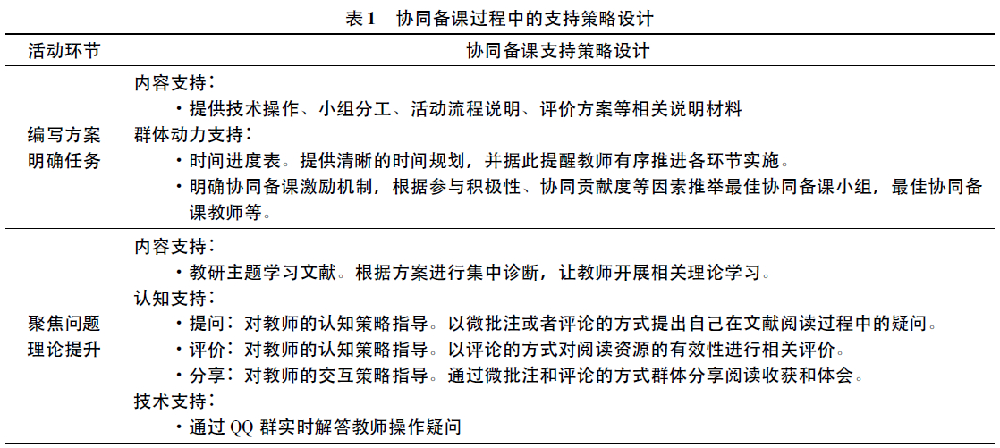 表1 协同备课过程中的支持策略设计
活动环节 协同备课支持策略设计
编写方案
明确任务
内容支持：
·提供技术操作、小组分工、活动流程说明、评价方案等相关说明材料
群体动力支持：
·时间进度表。提供清晰的时间规划，并据此提醒教师有序推进各环节实施。
·明确协同备课激励机制，根据参与积极性、协同贡献度等因素推举最佳协同备课小组，最佳协同备
课教师等。
聚焦问题
理论提升
内容支持：
·教研主题学习文献。根据方案进行集中诊断，让教师开展相关理论学习。
认知支持：
·提问：对教师的认知策略指导。以微批注或者评论的方式提出自己在文献阅读过程中的疑问。
·评价：对教师的认知策略指导。以评论的方式对阅读资源的有效性进行相关评价。
·分享：对教师的交互策略指导。通过微批注和评论的方式群体分享阅读收获和体会。
技术支持：
·通过 QQ 群实时解答教师操作疑问